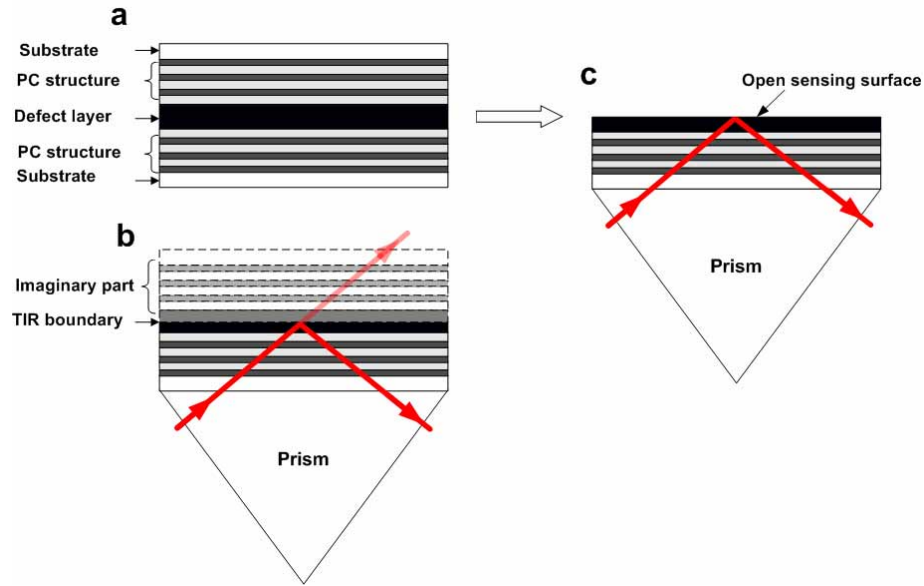 a
Substrate
PC structure
Defect layer
PC structure
Substrate
b
Imaginary part
TIR boundary
Prism
c
Open sensing surface
Prism